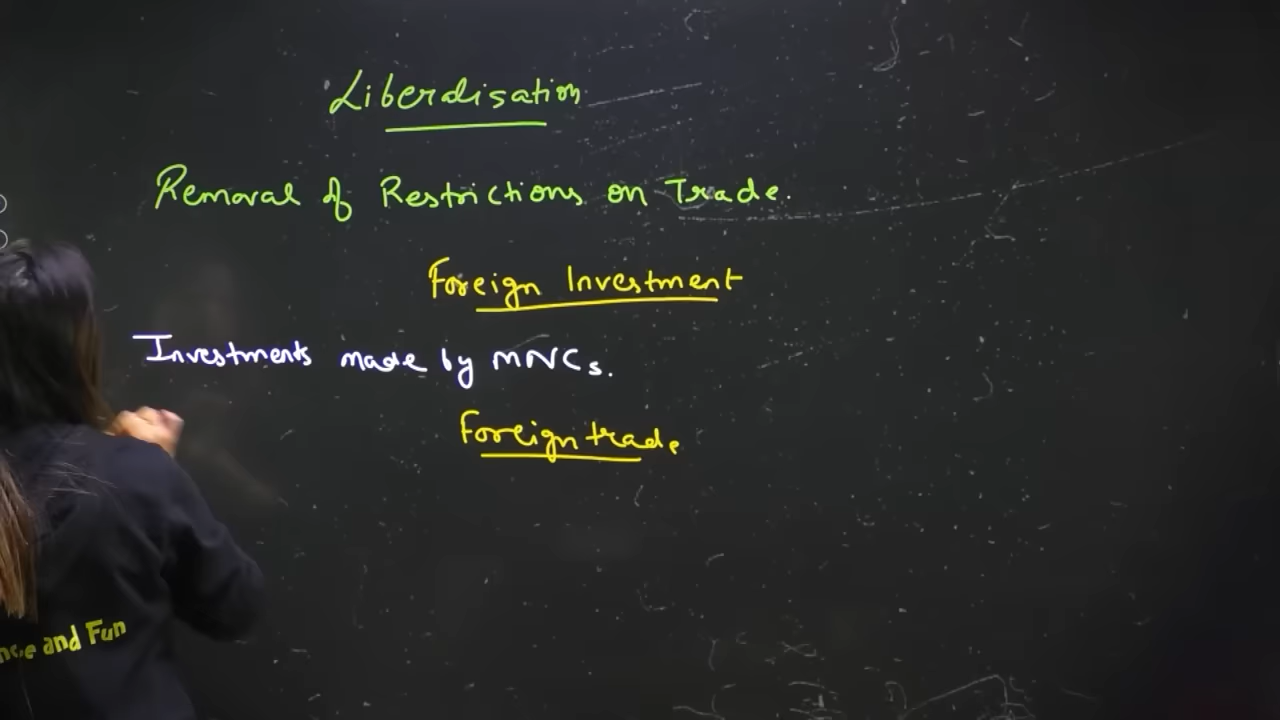 Liberalisation
Removal of Restrictions on Trade.
Foreign Investment
Investments made by MNCs.
Foreign trade
and Fun